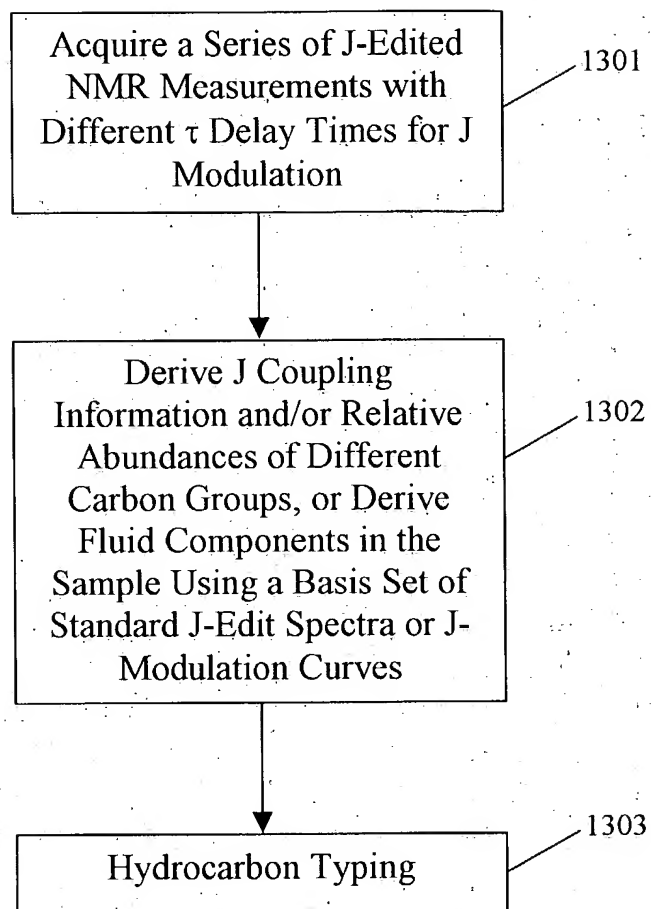 Acquire a Series of J-Edited
NMR Measurements with
Different τ Delay Times for J
Modulation
1301
Derive J Coupling
Information and/or Relative
Abundances of Different
Carbon Groups, or Derive
Fluid Components in the
Sample Using a Basis Set of
Standard J-Edit Spectra or J-
Modulation Curves
1302
Hydrocarbon Typing
1303